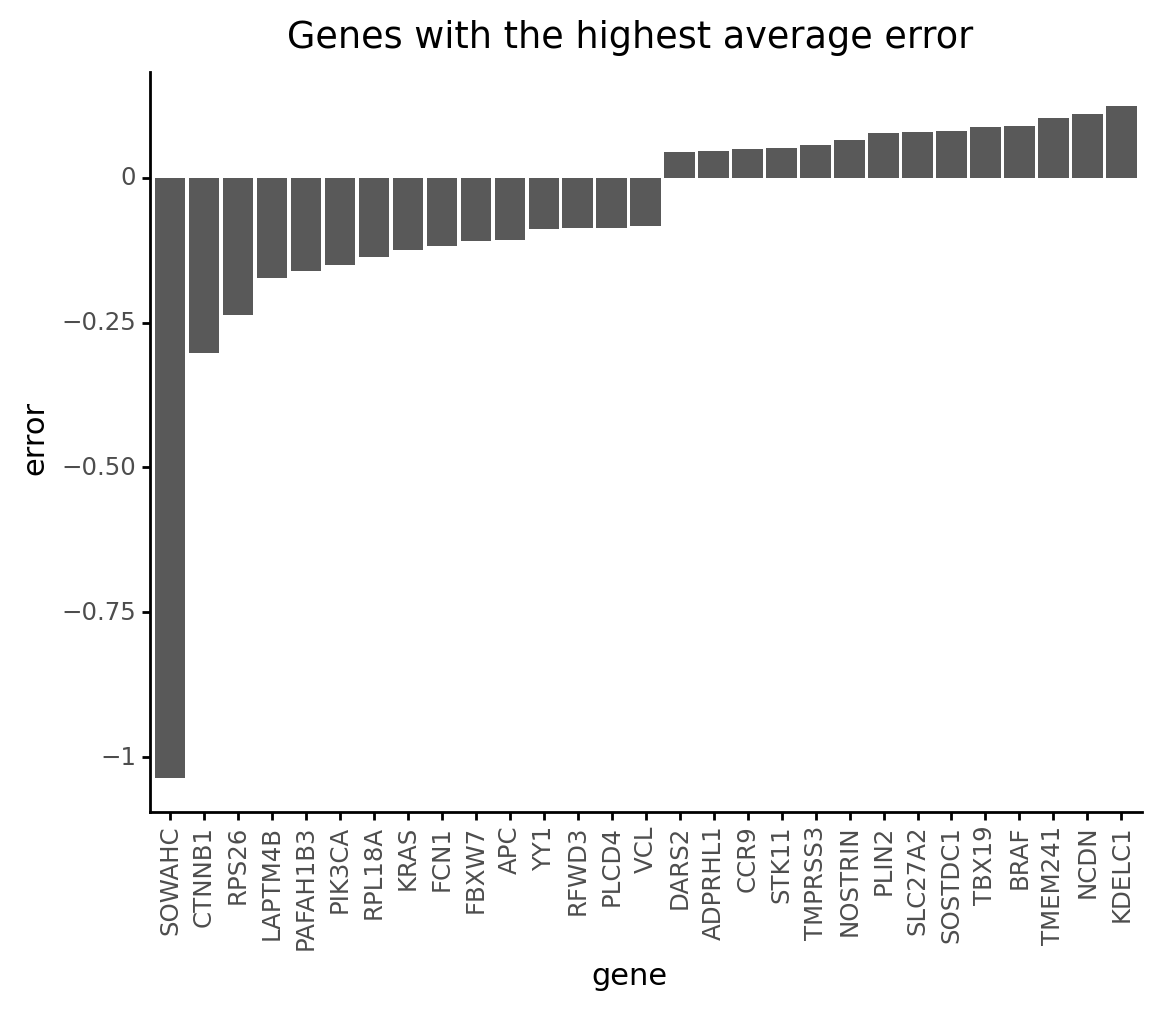 Genes with the highest average error
error
0
−0.25
−0.50
−0.75
−1
SOWAHC
CTNNB1
RPS26
LAPTM4B
PAFAH1B3
PIK3CA
RPL18A
KRAS
FCN1
FBXW7
APC
YY1
RFWD3
PLCD4
VCL
DARS2
ADPRHL1
CCR9
STK11
TMPRSS3
NOSTRIN
PLIN2
SLC27A2
SOSTDC1
TBX19
BRAF
TMEM241
NCDN
KDELC1
gene